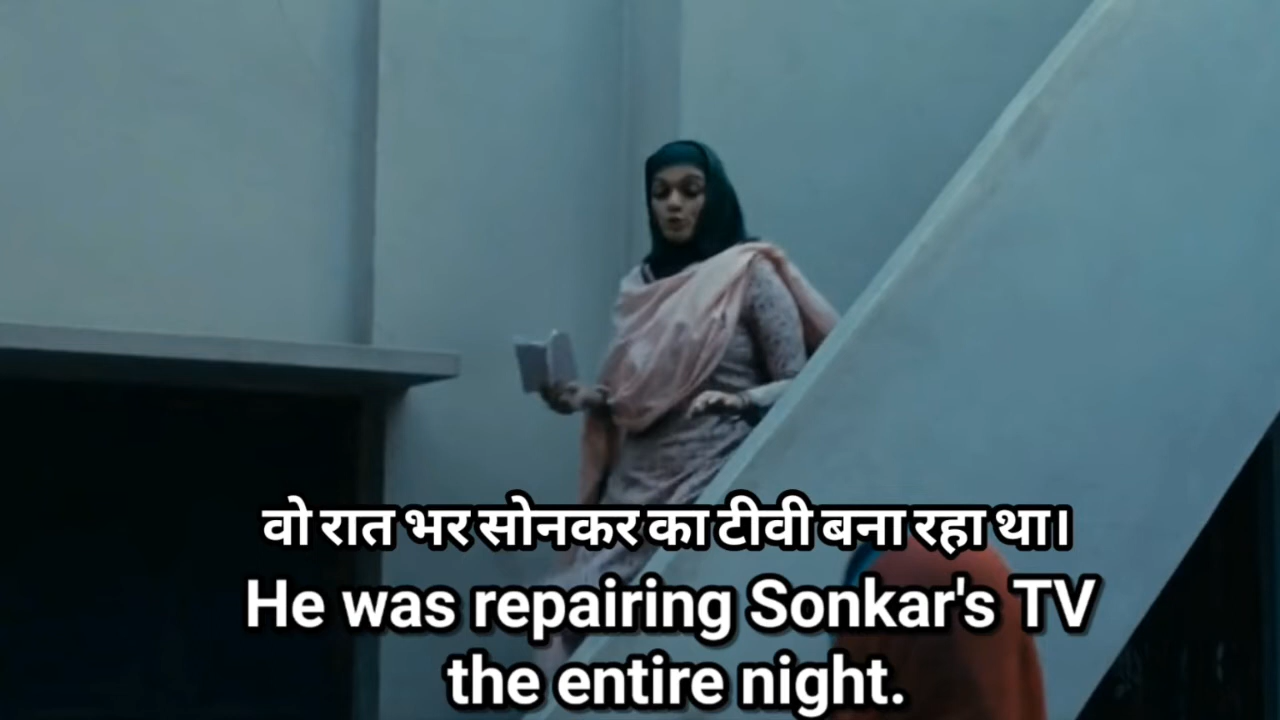 वो रात भर सोनकर का टीवी बना रहा था।
He was repairing Sonkar's TV
the entire night.